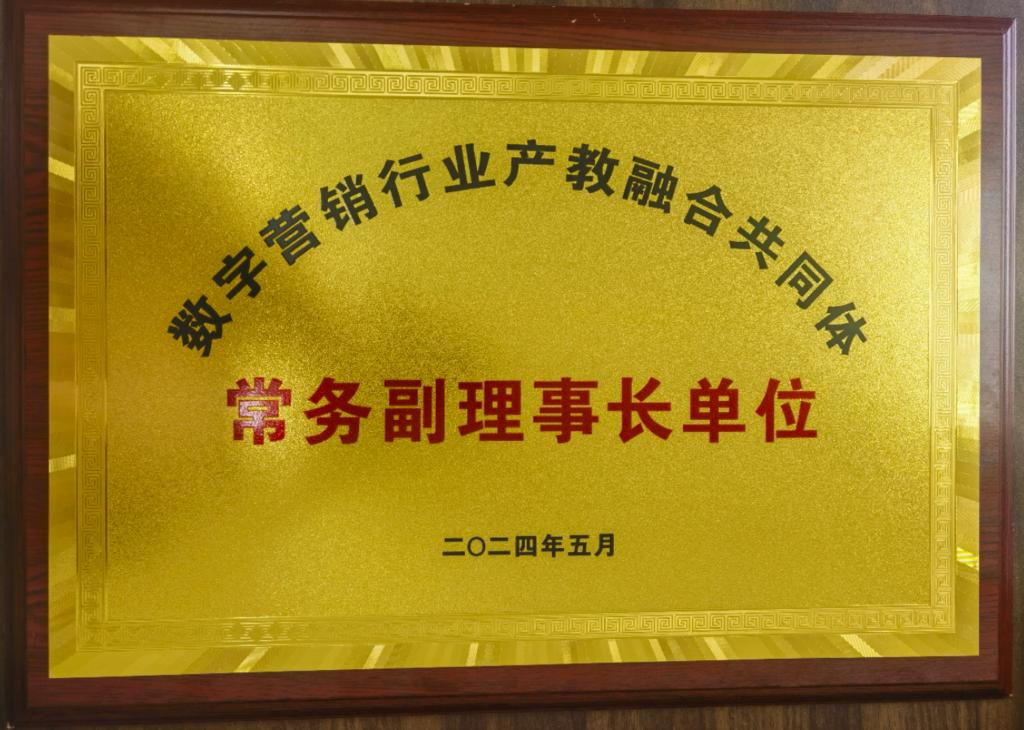 数字营销行业产教融合共同体
常务副理事长单位
二〇二四年五月